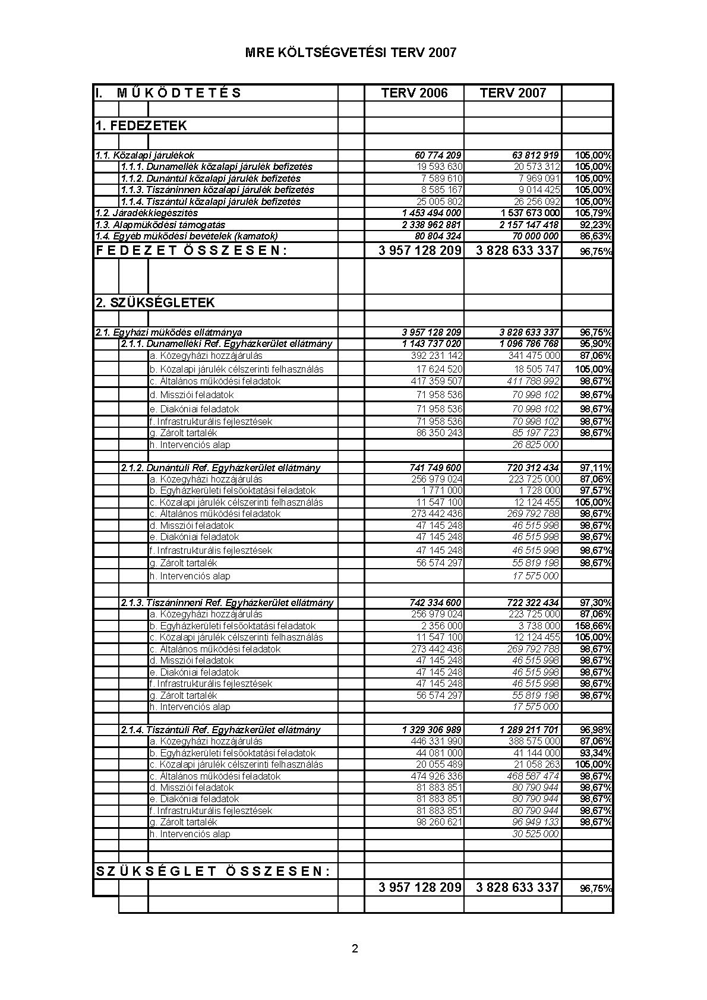 MRE KÖLTSÉGVETÉSI TERV 2007
I. M Ű K Ö D T E T É S TERV 2006 TERV 2007
1. FEDEZETEK
1.1. Közalapi járulékok 60 774 209 63 812 919 105,00%
1.1.1. Dunamellék közalapi járulék befizetés 19 593 630 20 573 312 105,00%
1.1.2. Dunántúl közalapi járulék befizetés 7 589 610 7 969 091 105,00%
1.1.3. Tiszáninnen közalapi járulék befizetés 8 585 167 9 014 425 105,00%
1.1.4. Tiszántúl közalapi járulék befizetés 25 005 802 26 256 092 105,00%
1.2. Járadékkiegészítés 1 453 494 000 1 537 673 000 105,79%
1.3. Alapműködési támogatás 2 338 962 881 2 157 147 418 92,23%
1.4. Egyéb működési bevételek (kamatok) 80 804 324 70 000 000 86,63%
F E D E Z E T Ö S S Z E S E N : 3 957 128 209 3 828 633 337 96,75%
2. SZÜKSÉGLETEK
2.1. Egyházi működés ellátmánya 3 957 128 209 3 828 633 337 96,75%
2.1.1. Dunamelléki Ref. Egyházkerület ellátmány 1 143 737 020 1 096 786 768 95,90%
a. Közegyházi hozzájárulás 392 231 142 341 475 000 87,06%
b. Közalapi járulék célszerinti felhasználás 17 624 520 18 505 747 105,00%
c. Általános működési feladatok 417 359 507 411 788 992 98,67%
d. Missziói feladatok 71 958 536 70 998 102 98,67%
e. Diakóniai feladatok 71 958 536 70 998 102 98,67%
f. Infrastrukturális fejlesztések 71 958 536 70 998 102 98,67%
g. Zárolt tartalék 86 350 243 85 197 723 98,67%
h. Intervenciós alap 26 825 000
2.1.2. Dunántúli Ref. Egyházkerület ellátmány 741 749 600 720 312 434 97,11%
a. Közegyházi hozzájárulás 256 979 024 223 725 000 87,06%
b. Egyházkerületi felsőoktatási feladatok 1 771 000 1 728 000 97,57%
c. Közalapi járulék célszerinti felhasználás 11 547 100 12 124 455 105,00%
c. Általános működési feladatok 273 442 436 269 792 788 98,67%
d. Missziói feladatok 47 145 248 46 515 998 98,67%
e. Diakóniai feladatok 47 145 248 46 515 998 98,67%
f. Infrastrukturális fejlesztések 47 145 248 46 515 998 98,67%
g. Zárolt tartalék 56 574 297 55 819 198 98,67%
h. Intervenciós alap 17 575 000
2.1.3. Tiszáninneni Ref. Egyházkerület ellátmány 742 334 600 722 322 434 97,30%
a. Közegyházi hozzájárulás 256 979 024 223 725 000 87,06%
b. Egyházkerületi felsőoktatási feladatok 2 356 000 3 738 000 158,66%
c. Közalapi járulék célszerinti felhasználás 11 547 100 12 124 455 105,00%
c. Általános működési feladatok 273 442 436 269 792 788 98,67%
d. Missziói feladatok 47 145 248 46 515 998 98,67%
e. Diakóniai feladatok 47 145 248 46 515 998 98,67%
f. Infrastrukturális fejlesztések 47 145 248 46 515 998 98,67%
g. Zárolt tartalék 56 574 297 55 819 198 98,67%
h. Intervenciós alap 17 575 000
2.1.4. Tiszántúli Ref. Egyházkerület ellátmány 1 329 306 989 1 289 211 701 96,98%
a. Közegyházi hozzájárulás 446 331 990 388 575 000 87,06%
b. Egyházkerületi felsőoktatási feladatok 44 081 000 41 144 000 93,34%
c. Közalapi járulék célszerinti felhasználás 20 055 489 21 058 263 105,00%
c. Általános működési feladatok 474 926 336 468 587 474 98,67%
d. Missziói feladatok 81 883 851 80 790 944 98,67%
e. Diakóniai feladatok 81 883 851 80 790 944 98,67%
f. Infrastrukturális fejlesztések 81 883 851 80 790 944 98,67%
g. Zárolt tartalék 98 260 621 96 949 133 98,67%
h. Intervenciós alap 30 525 000
S Z Ü K S É G L E T Ö S S Z E S E N :
3 957 128 209 3 828 633 337 96,75%
2